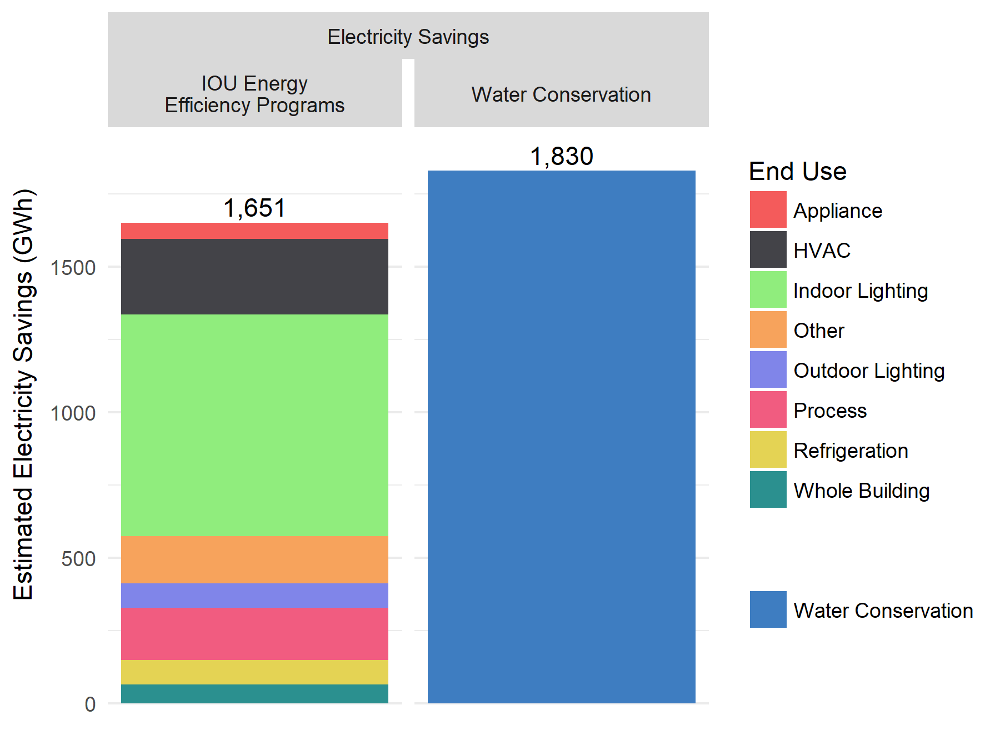 Electricity Savings
IOU Energy
Efficiency Programs
Water Conservation
Estimated Electricity Savings (GWh)
1500
1000
500
0
1,651
1,830
End Use
Appliance
HVAC
Indoor Lighting
Other
Outdoor Lighting
Process
Refrigeration
Whole Building
Water Conservation